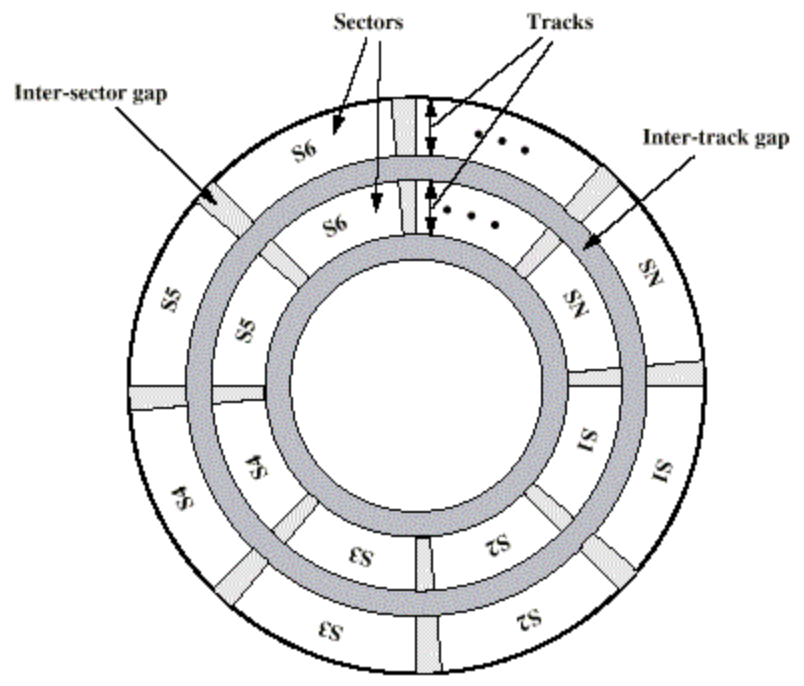 Sectors
Tracks
Inter-sector gap
Inter-track gap
S6
• • •
S6
• • •
SN
S5
SN
S5
S1
S4
S4
S1
S3
S2
S3
S2